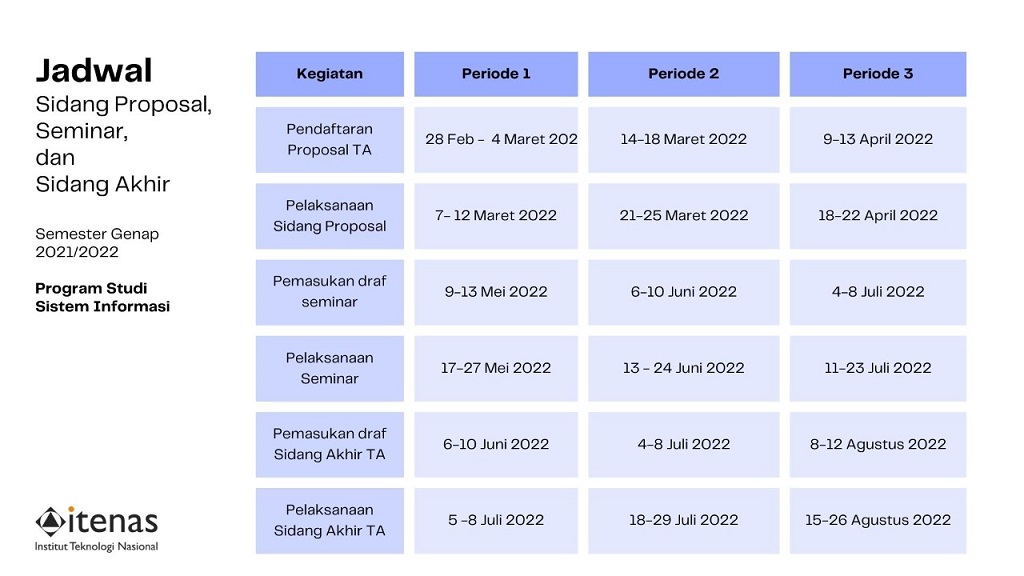 Jadwal
Sidang Proposal,
Seminar,
dan
Sidang Akhir
Semester Genap
2021/2022
Program Studi
Sistem Informasi
itenas
Institut Teknologi Nasional
Kegiatan
Periode 1
Periode 2
Periode 3
Pendaftaran
Proposal TA
28 Feb - 4 Maret 202
14-18 Maret 2022
9-13 April 2022
Pelaksanaan
Sidang Proposal
7- 12 Maret 2022
21-25 Maret 2022
18-22 April 2022
Pemasukan draf
seminar
9-13 Mei 2022
6-10 Juni 2022
4-8 Juli 2022
Pelaksanaan
Seminar
17-27 Mei 2022
13 - 24 Juni 2022
11-23 Juli 2022
Pemasukan draf
Sidang Akhir TA
6-10 Juni 2022
4-8 Juli 2022
8-12 Agustus 2022
Pelaksanaan
Sidang Akhir TA
5 -8 Juli 2022
18-29 Juli 2022
15-26 Agustus 2022